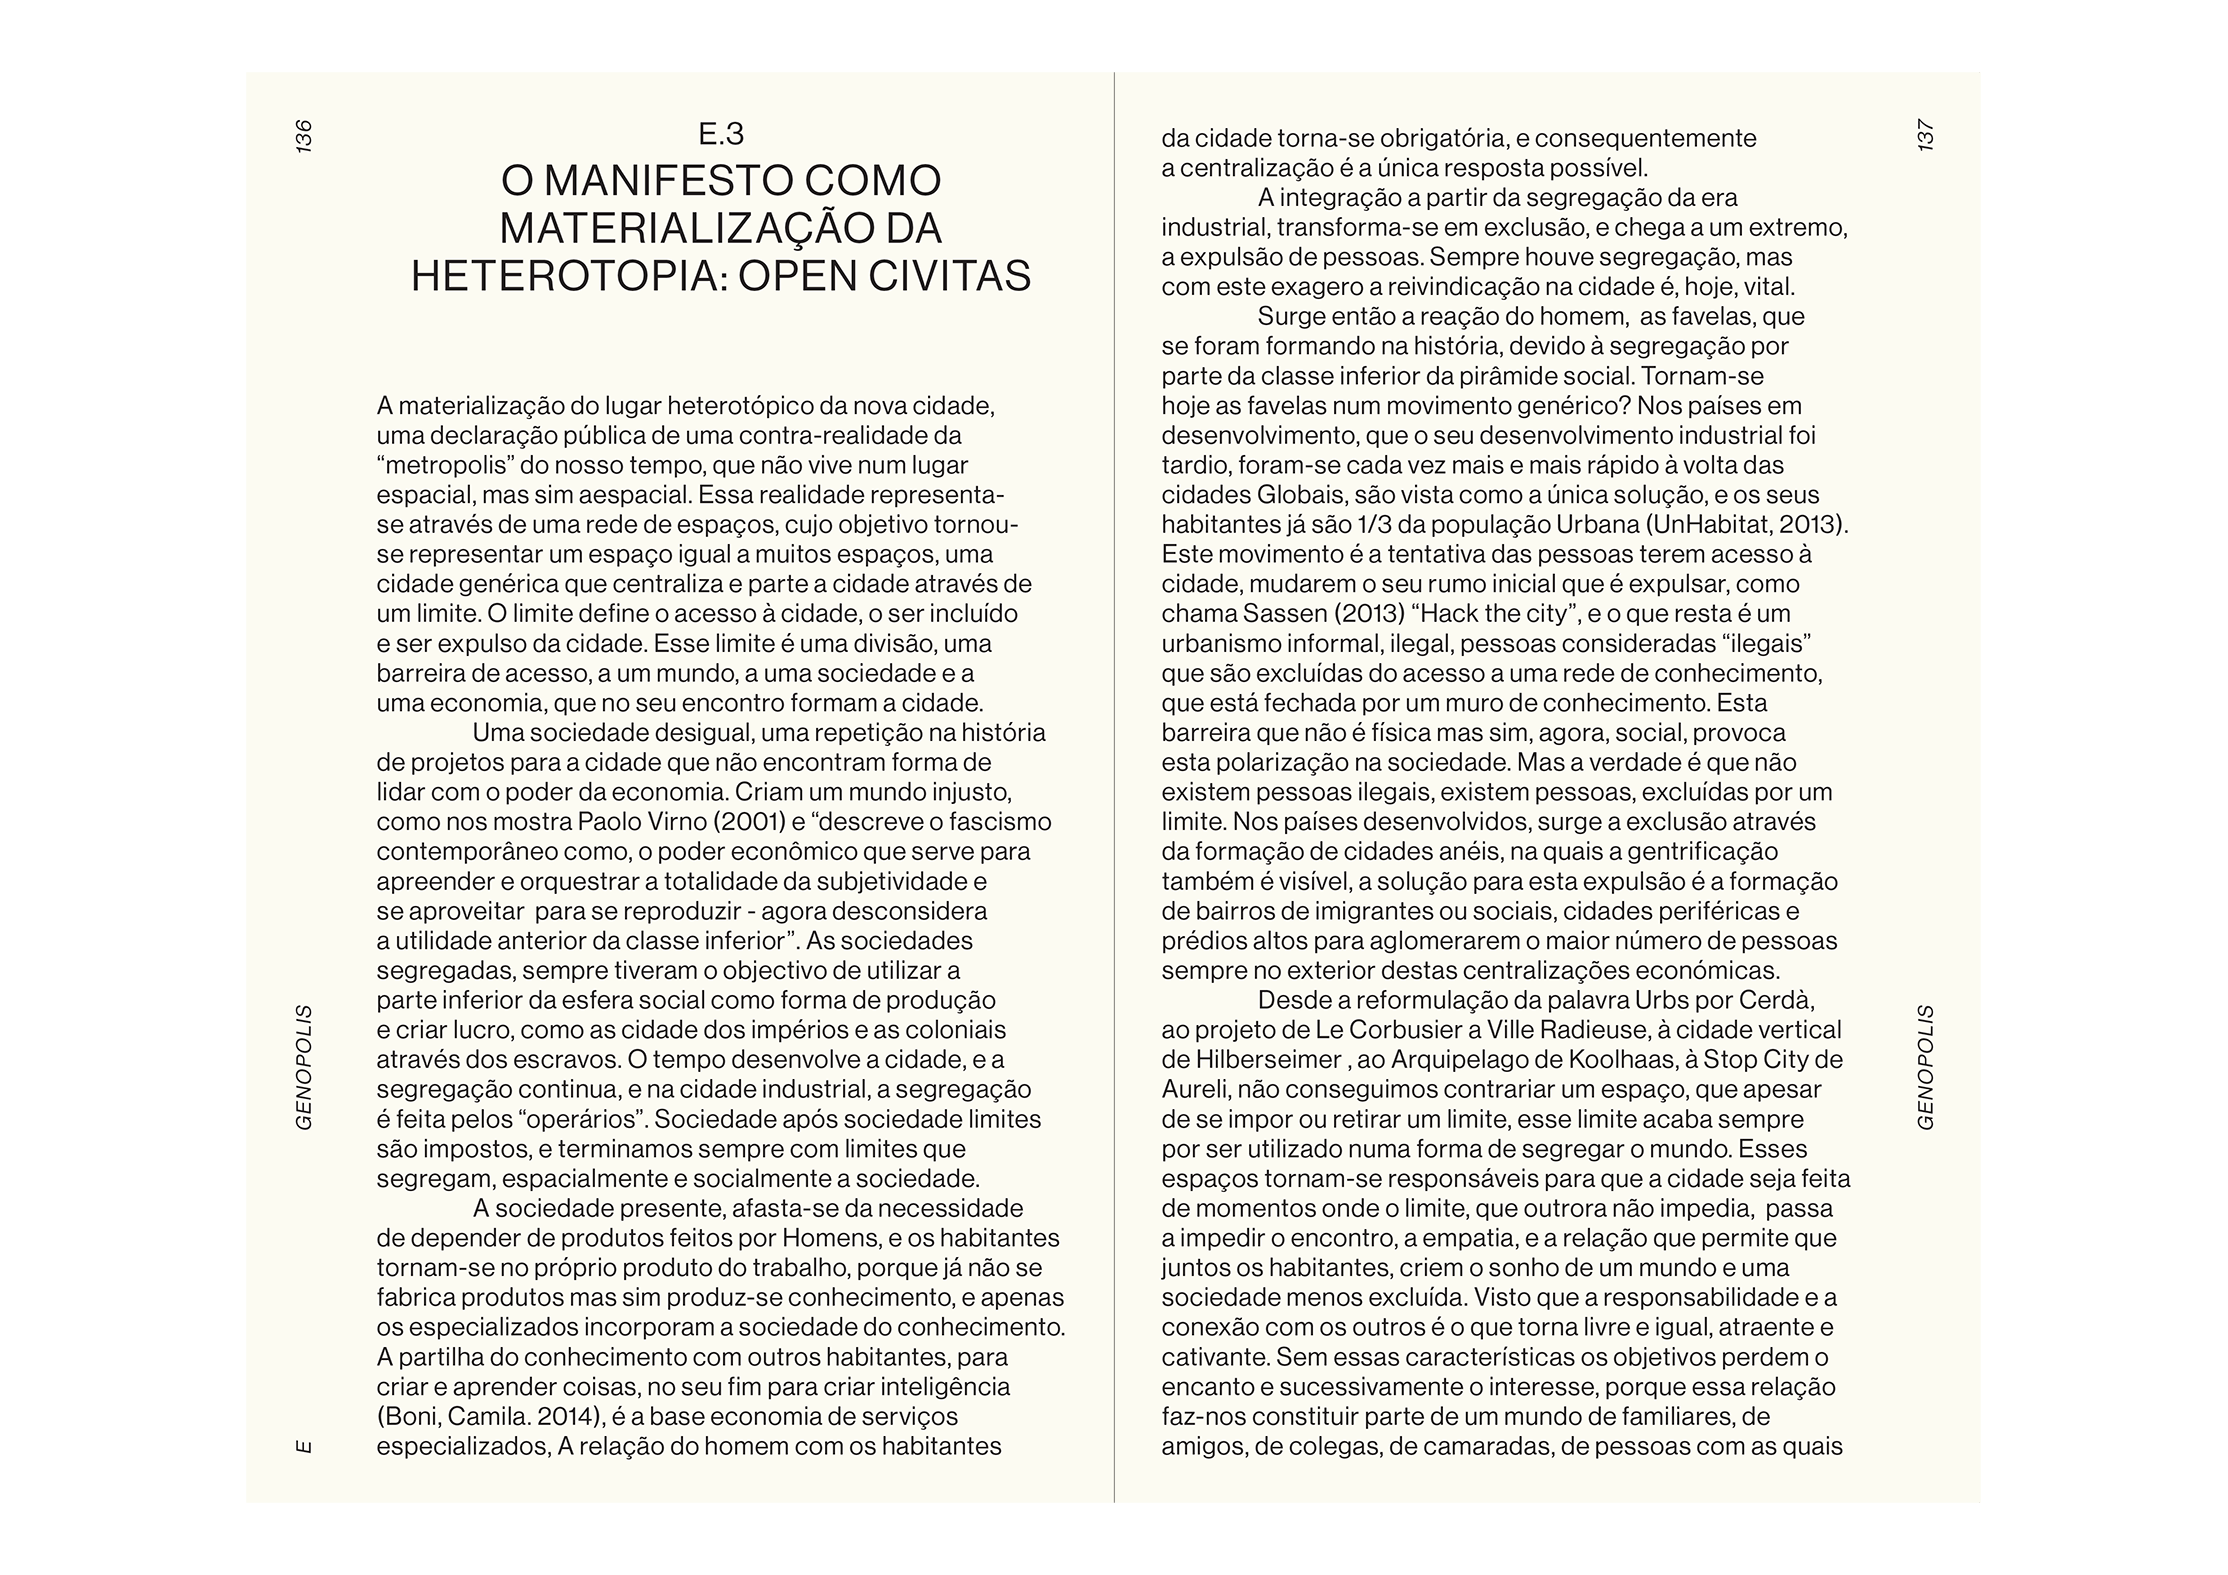 136
E.3
O MANIFESTO COMO
MATERIALIZAÇÃO DA
HETEROTOPIA: OPEN CIVITAS
A materialização do lugar heterotópico da nova cidade,
uma declaração pública de uma contra-realidade da
“metropolis” do nosso tempo, que não vive num lugar
espacial, mas sim aespacial. Essa realidade representa-
se através de uma rede de espaços, cujo objetivo tornou-
se representar um espaço igual a muitos espaços, uma
cidade genérica que centraliza e parte a cidade através de
um limite. O limite define o acesso à cidade, o ser incluído
e ser expulso da cidade. Esse limite é uma divisão, uma
barreira de acesso, a um mundo, a uma sociedade e a
uma economia, que no seu encontro formam a cidade.
Uma sociedade desigual, uma repetição na história
de projetos para a cidade que não encontram forma de
lidar com o poder da economia. Criam um mundo injusto,
como nos mostra Paolo Virno (2001) e “descreve o fascismo
contemporâneo como, o poder econômico que serve para
apreender e orquestrar a totalidade da subjetividade e
se aproveitar  para se reproduzir - agora desconsidera
a utilidade anterior da classe inferior”. As sociedades
segregadas, sempre tiveram o objectivo de utilizar a
parte inferior da esfera social como forma de produção
e criar lucro, como as cidade dos impérios e as coloniais
através dos escravos. O tempo desenvolve a cidade, e a
segregação continua, e na cidade industrial, a segregação
é feita pelos “operários”. Sociedade após sociedade limites
são impostos, e terminamos sempre com limites que
segregam, espacialmente e socialmente a sociedade.
A sociedade presente, afasta-se da necessidade
de depender de produtos feitos por Homens, e os habitantes
tornam-se no próprio produto do trabalho, porque já não se
fabrica produtos mas sim produz-se conhecimento, e apenas
os especializados incorporam a sociedade do conhecimento.
A partilha do conhecimento com outros habitantes, para
criar e aprender coisas, no seu fim para criar inteligência
(Boni, Camila. 2014), é a base economia de serviços
especializados, A relação do homem com os habitantes
GENOPOLIS
E
137
da cidade torna-se obrigatória, e consequentemente
a centralização é a única resposta possível.
A integração a partir da segregação da era
industrial, transforma-se em exclusão, e chega a um extremo,
a expulsão de pessoas. Sempre houve segregação, mas
com este exagero a reivindicação na cidade é, hoje, vital.
Surge então a reação do homem,  as favelas, que
se foram formando na história, devido à segregação por
parte da classe inferior da pirâmide social. Tornam-se
hoje as favelas num movimento genérico? Nos países em
desenvolvimento, que o seu desenvolvimento industrial foi
tardio, foram-se cada vez mais e mais rápido à volta das
cidades Globais, são vista como a única solução, e os seus
habitantes já são 1/3 da população Urbana (UnHabitat, 2013).
Este movimento é a tentativa das pessoas terem acesso à
cidade, mudarem o seu rumo inicial que é expulsar, como
chama Sassen (2013) “Hack the city”, e o que resta é um
urbanismo informal, ilegal, pessoas consideradas “ilegais”
que são excluídas do acesso a uma rede de conhecimento,
que está fechada por um muro de conhecimento. Esta
barreira que não é física mas sim, agora, social, provoca
esta polarização na sociedade. Mas a verdade é que não
existem pessoas ilegais, existem pessoas, excluídas por um
limite. Nos países desenvolvidos, surge a exclusão através
da formação de cidades anéis, na quais a gentrificação
também é visível, a solução para esta expulsão é a formação
de bairros de imigrantes ou sociais, cidades periféricas e
prédios altos para aglomerarem o maior número de pessoas
sempre no exterior destas centralizações económicas.
Desde a reformulação da palavra Urbs por Cerdà,
ao projeto de Le Corbusier a Ville Radieuse, à cidade vertical
de Hilberseimer , ao Arquipelago de Koolhaas, à Stop City de
Aureli, não conseguimos contrariar um espaço, que apesar
de se impor ou retirar um limite, esse limite acaba sempre
por ser utilizado numa forma de segregar o mundo. Esses
espaços tornam-se responsáveis para que a cidade seja feita
de momentos onde o limite, que outrora não impedia,  passa
a impedir o encontro, a empatia, e a relação que permite que
juntos os habitantes, criem o sonho de um mundo e uma
sociedade menos excluída. Visto que a responsabilidade e a
conexão com os outros é o que torna livre e igual, atraente e
cativante. Sem essas características os objetivos perdem o
encanto e sucessivamente o interesse, porque essa relação
faz-nos constituir parte de um mundo de familiares, de
amigos, de colegas, de camaradas, de pessoas com as quais
GENOPOLIS